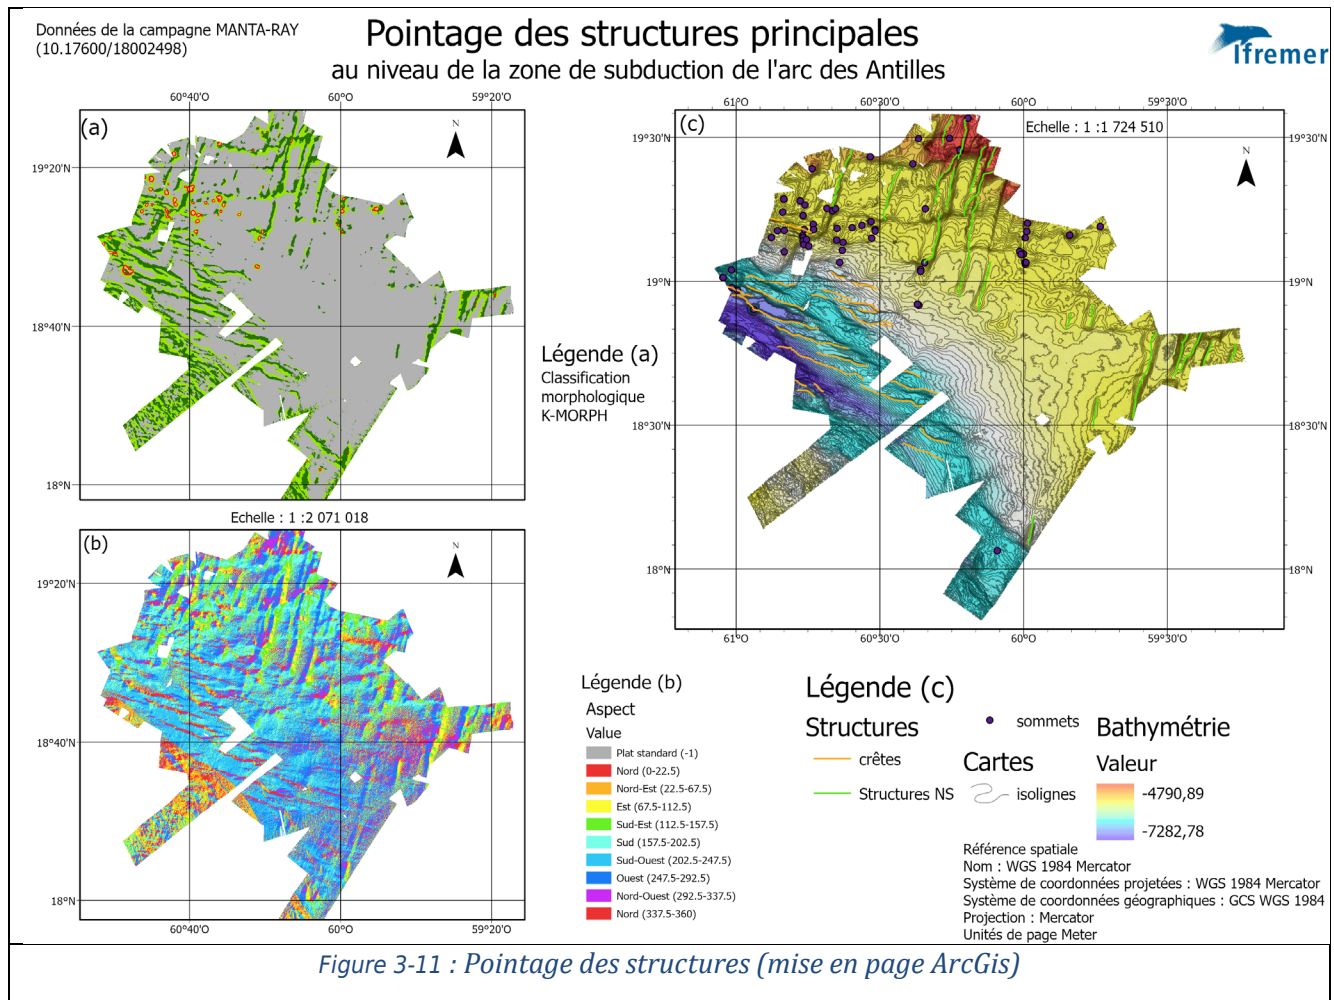 Données de la campagne MANTA-RAY
(10.17600/18002498)
Pointage des structures principales
au niveau de la zone de subduction de l'arc des Antilles
Ifremer
60°40'O
60°0'O
59°20'O
(a)
N
19°20'N
18°40'N
18°N
Légende (a)
Classification
morphologique
K-MORPH
Echelle : 1 :2 071 018
(b)
N
19°20'N
18°40'N
18°N
60°40'O
60°0'O
59°20'O
61°O
60°30'O
60°0'O
59°30'O
(c)
Echelle : 1 :1 724 510
N
19°30'N
19°30'N
19°N
19°N
18°30'N
18°30'N
18°N
18°N
61°O
60°30'O
60°0'O
59°30'O
Légende (b)
Aspect
Value
Plat standard (-1)
Nord (0-22.5)
Nord-Est (22.5-67.5)
Est (67.5-112.5)
Sud-Est (112.5-157.5)
Sud (157.5-202.5)
Sud-Ouest (202.5-247.5)
Ouest (247.5-292.5)
Nord-Ouest (292.5-337.5)
Nord (337.5-360)
Légende (c)
Structures
crêtes
Structures NS
sommets
Cartes
isolignes
Bathymétrie
Valeur
-4790,89
-7282,78
Référence spatiale
Nom : WGS 1984 Mercator
Système de coordonnées projetées : WGS 1984 Mercator
Système de coordonnées géographiques : GCS WGS 1984
Projection : Mercator
Unités de page Meter
Figure 3-11 : Pointage des structures (mise en page ArcGis)